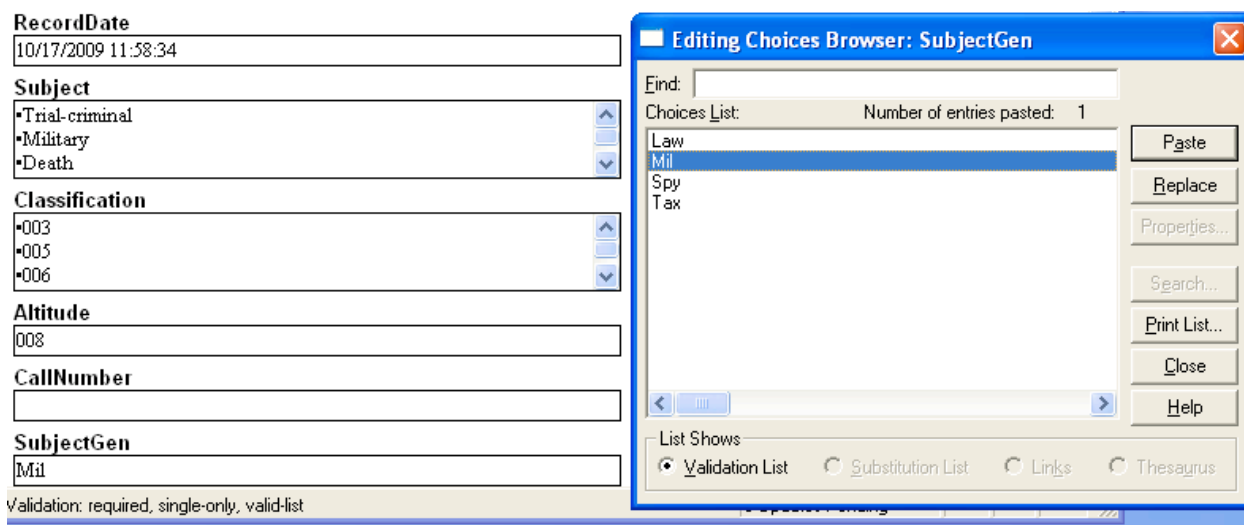 RecordDate
10/17/2009 11:58:34
Subject
▪Trial-criminal
▪Military
▪Death
Classification
▪003
▪005
▪006
Altitude
008
CallNumber
SubjectGen
Mil
Validation: required, single-only, valid-list
Editing Choices Browser: SubjectGen
Find:
Choices List: Number of entries pasted: 1
Law
Mil
Spy
Tax
Paste
Replace
Properties...
Search...
Print List...
Close
Help
List Shows
Validation List Substitution List Links Thesaurus